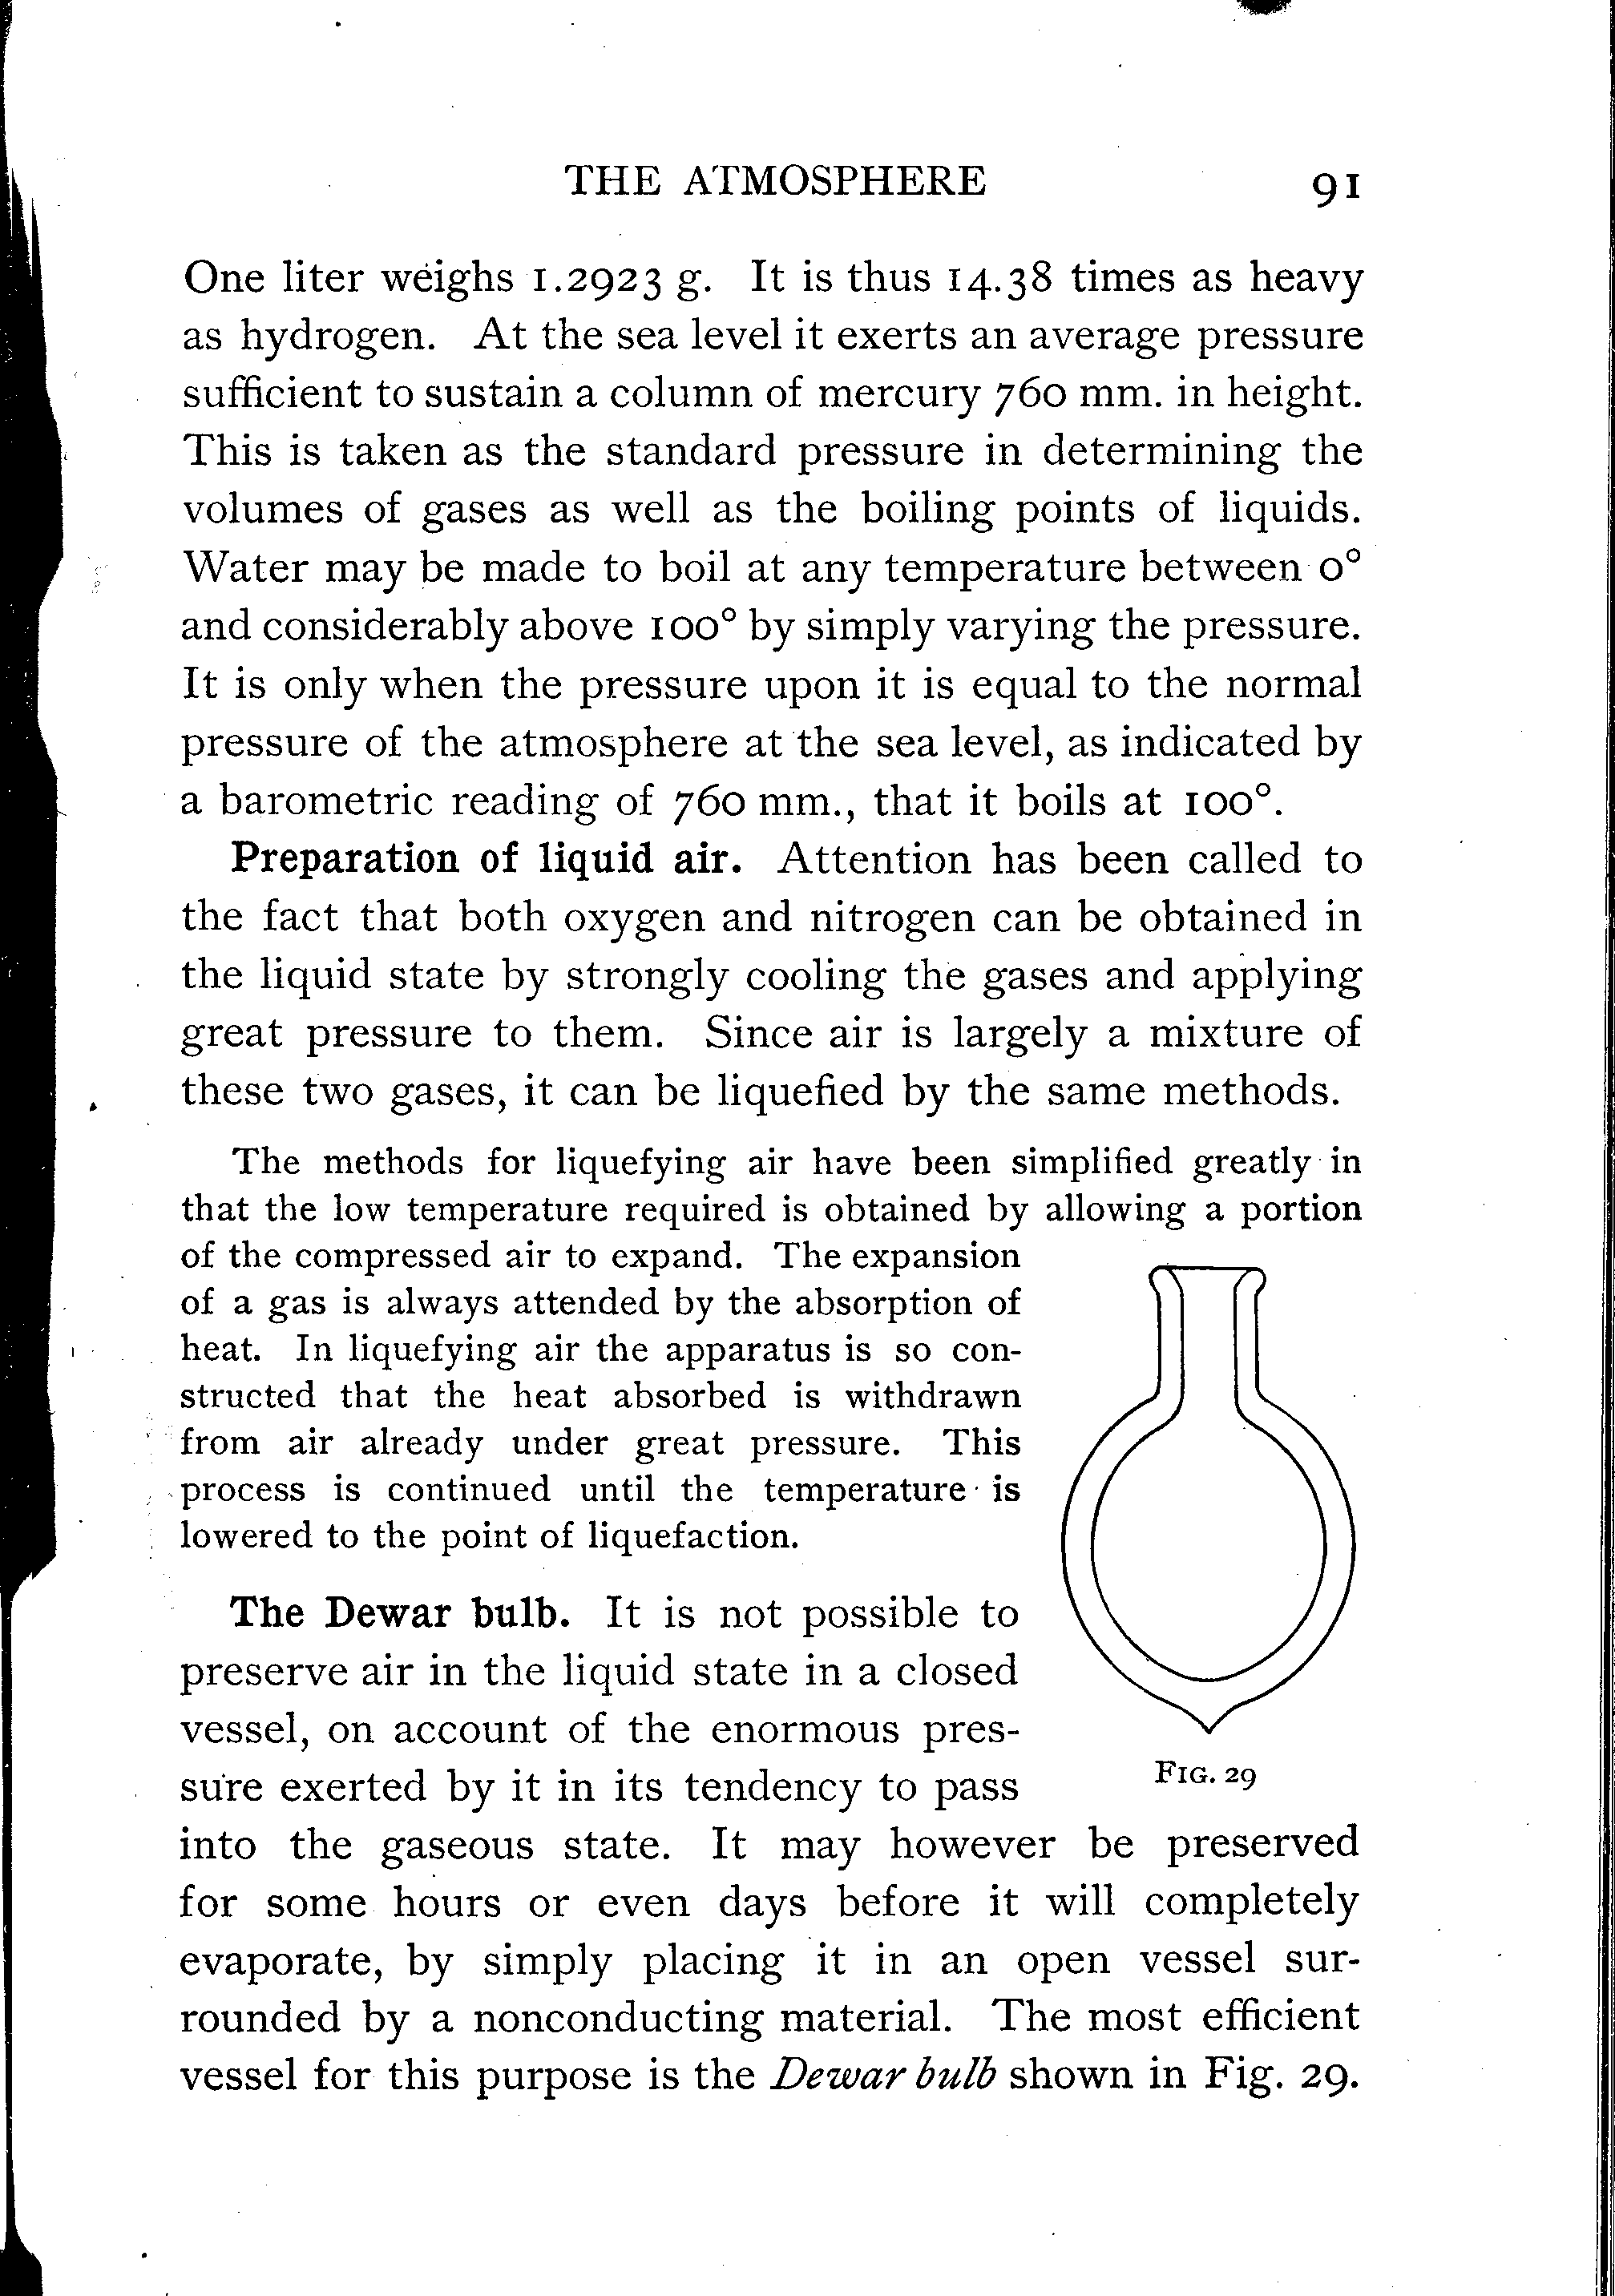 THE ATMOSPHERE 91
One liter weighs 1.2923 g. It is thus 14.38 times as heavy
as hydrogen. At the sea level it exerts an average pressure
sufficient to sustain a column of mercury 760 mm. in height.
This is taken as the standard pressure in determining the
volumes of gases as well as the boiling points of liquids.
Water may be made to boil at any temperature between 0°
and considerably above 100° by simply varying the pressure.
It is only when the pressure upon it is equal to the normal
pressure of the atmosphere at the sea level, as indicated by
a barometric reading of 760 mm., that it boils at 100°.
Preparation of liquid air. Attention has been called to
the fact that both oxygen and nitrogen can be obtained in
the liquid state by strongly cooling the gases and applying
great pressure to them. Since air is largely a mixture of
these two gases, it can be liquefied by the same methods.
The methods for liquefying air have been simplified greatly in
that the low temperature required is obtained by allowing a portion
of the compressed air to expand. The expansion
of a gas is always attended by the absorption of
heat. In liquefying air the apparatus is so con-
structed that the heat absorbed is withdrawn
from air already under great pressure. This
process is continued until the temperature is
lowered to the point of liquefaction.
The Dewar bulb. It is not possible to
preserve air in the liquid state in a closed
vessel, on account of the enormous pres-
sure exerted by it in its tendency to pass
into the gaseous state. It may however be preserved
for some hours or even days before it will completely
evaporate, by simply placing it in an open vessel sur-
rounded by a nonconducting material. The most efficient
vessel for this purpose is the Dewar bulb shown in Fig. 29.
FIG. 29